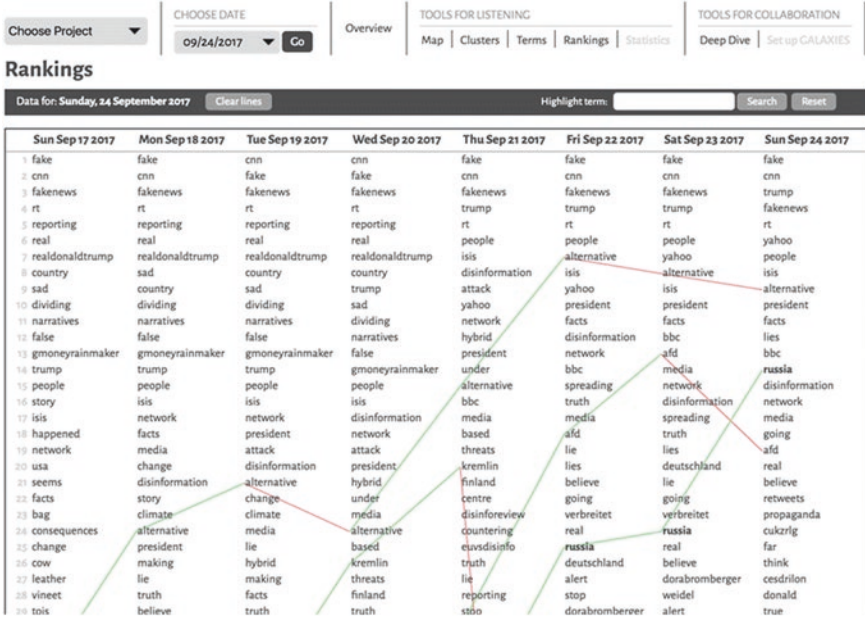 CHOOSE DATE TOOLS FOR LISTENING TOOLS FOR COLLABORATION
Choose Project 09/24/2017 Go Overview Map Clusters Terms Rankings Statistics Deep Dive Set up GALAXIES
Rankings
Data for: Sunday, 24 September 2017 Clear lines Highlight term: Search Reset
Sun Sep 17 2017 Mon Sep 18 2017 Tue Sep 19 2017 Wed Sep 20 2017 Thu Sep 21 2017 Fri Sep 22 2017 Sat Sep 23 2017 Sun Sep 24 2017
1 fake fake cnn cnn fake fake fake fake
2 cnn cnn fake fake cnn cnn cnn cnn
3 fakenews fakenews fakenews fakenews fakenews fakenews fakenews trump
4 rt rt rt rt trump trump trump fakenews
5 reporting reporting reporting reporting rt rt rt rt
6 real real real real people people people yahoo
7 realdonaldtrump realdonaldtrump realdonaldtrump realdonaldtrump isis alternative yahoo people
8 country sad country country disinformation isis alternative isis
9 sad country sad trump attack yahoo isis alternative
10 dividing dividing dividing sad yahoo president president president
11 narratives narratives narratives dividing network facts facts facts
12 false false false narratives hybrid disinformation bbc lies
13 gmoneyrainmaker gmoneyrainmaker gmoneyrainmaker false president network afd bbc
14 trump trump trump gmoneyrainmaker under bbc media russia
15 people people people people alternative spreading network disinformation
16 story isis isis isis bbc truth disinformation network
17 isis network network disinformation media media spreading media
18 happened facts president network based afd truth going
19 network media attack attack threats lie lies afd
20 usa change disinformation president kremlin lies deutschland real
21 seems disinformation alternative hybrid finland believe lie believe
22 facts story change under centre going going retweets
23 bag climate climate media disinforeview verbreitet verbreitet propaganda
24 consequences alternative media alternative countering real russia cukzrlg
25 change president lie based euvsdisinfo russia real far
26 cow making hybrid kremlin truth deutschland believe think
27 leather lie making threats lie alert dorabromberger cesdrilon
28 vineet truth facts finland reporting stop weidel donald
29 tois believe truth truth stop dorabromberger alert true